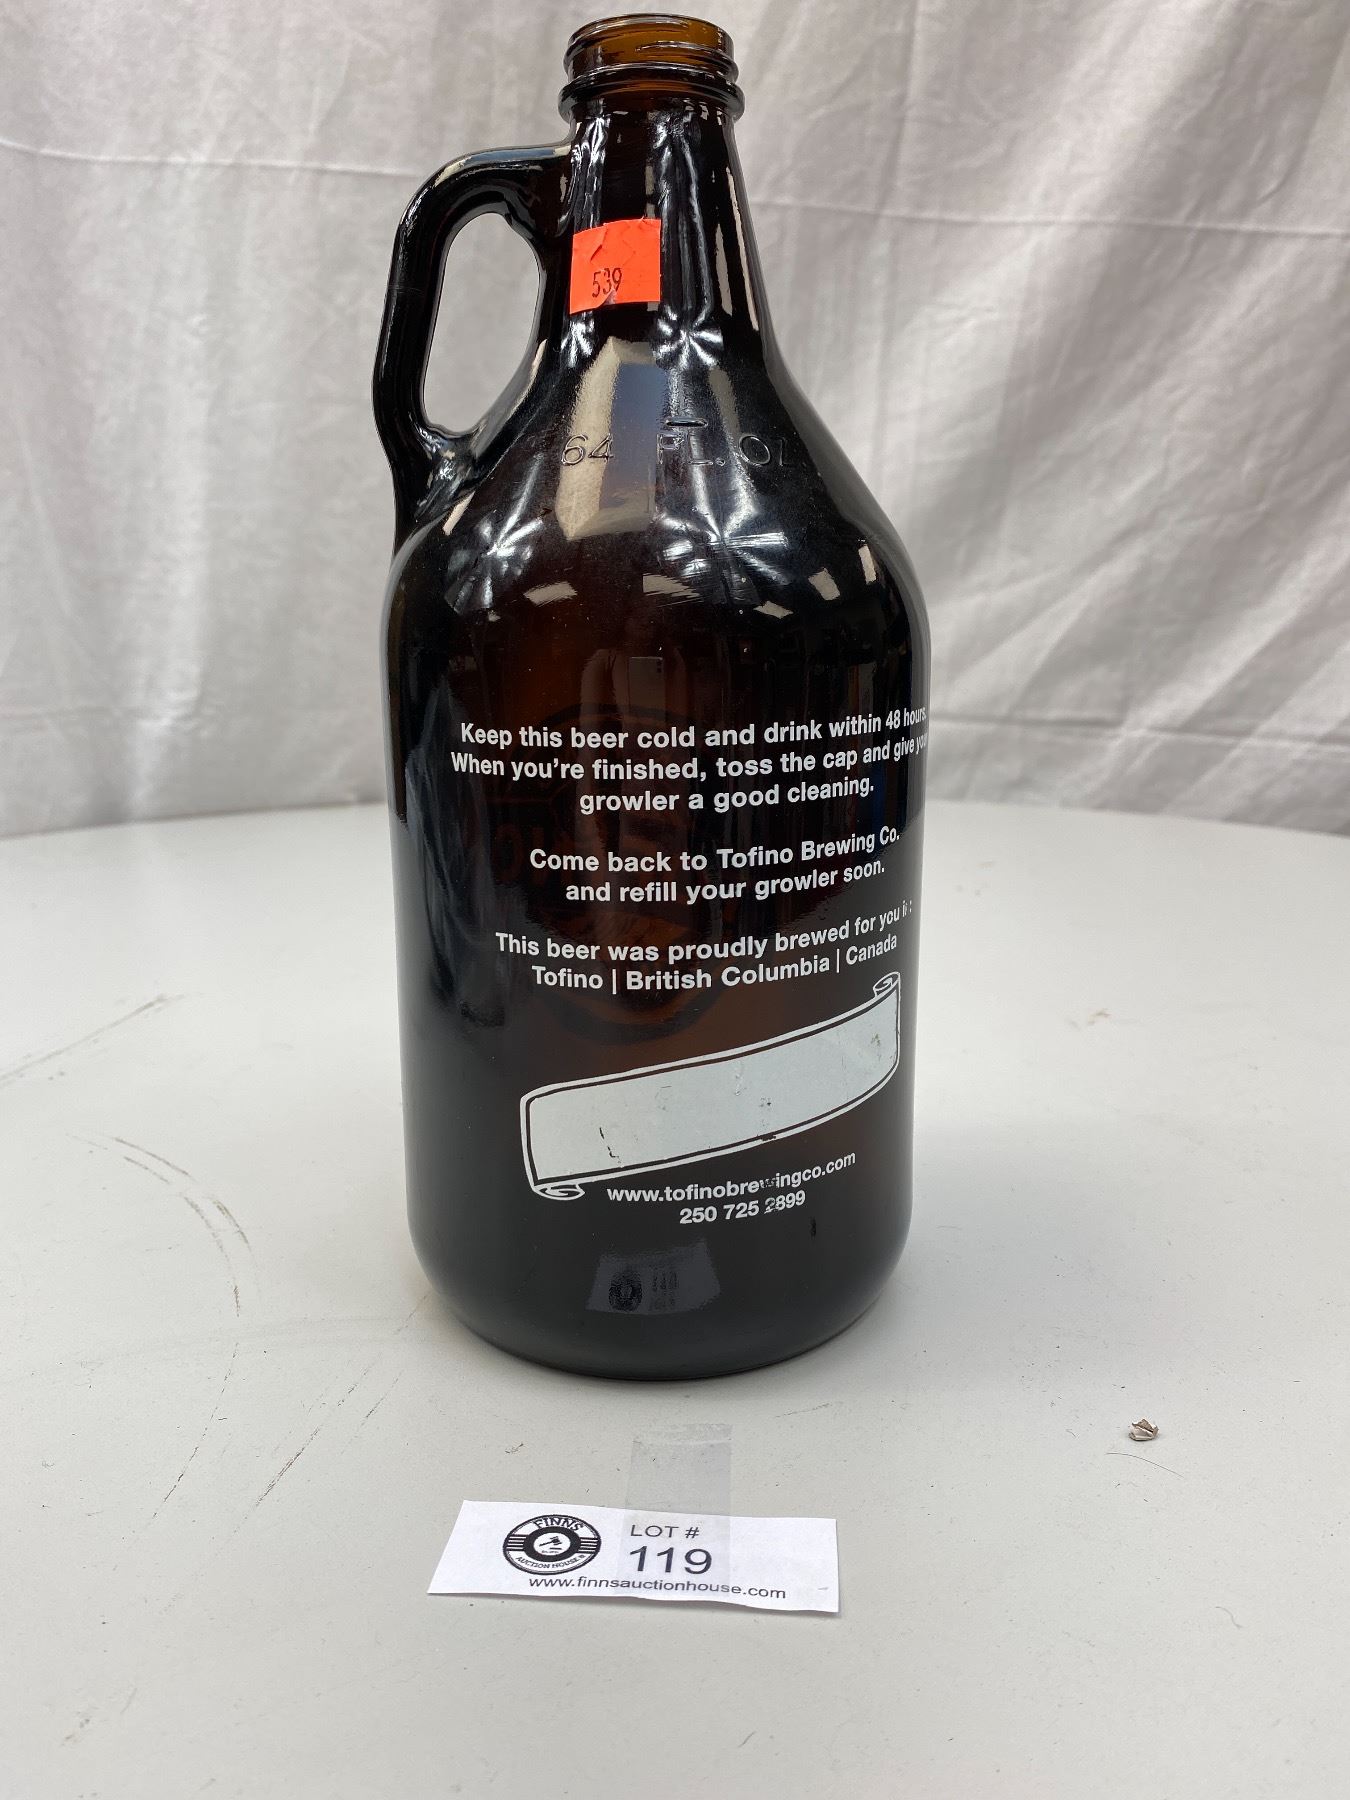 539
64 FL. OZ
Keep this beer cold and drink within 48 hours.
When you're finished, toss the cap and give your
growler a good cleaning.
Come back to Tofino Brewing Co.
and refill your growler soon.
This beer was proudly brewed for you in:
Tofino | British Columbia | Canada
www.tofinobrewingco.com
250 725 2899
FINNS
AUCTION HOUSE
LOT #
119
www.finnsauctionhouse.com